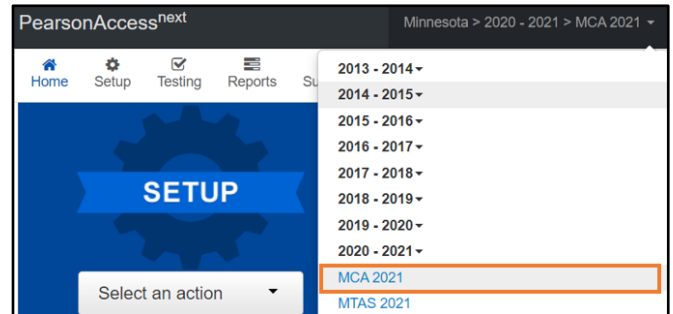 PearsonAccessnext
Minnesota > 2020 - 2021 > MCA 2021
Home
Setup
Testing
Reports
Su
2013 - 2014
2014 - 2015
2015 - 2016
2016 - 2017
2017 - 2018
2018 - 2019
2019 - 2020
2020 - 2021
MCA 2021
MTAS 2021
SETUP
Select an action